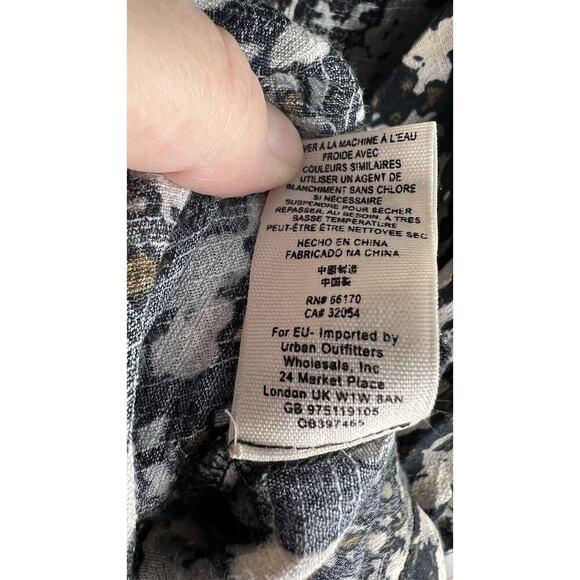 VER À LA MACHINE À L'EAU
FROIDE AVEC
COULEURS SIMILAIRES
UTILISER UN AGENT DE
BLANCHIMENT SANS CHLORE
SI NÉCESSAIRE
SUSPENDRE POUR SÉCHER
REPASSER, AU BESOIN, À TRÈS
BASSE TEMPÉRATURE
PEUT-ÊTRE ÊTRE NETTOYÉE SEC
HECHO EN CHINA
FABRICADO NA CHINA
中國製造
中国製
RN# 66170
CA# 32054
For EU- Imported by
Urban Outfitters
Wholesale, Inc
24 Market Place
London UK W1W 8AN
GB 975119105
OB397465